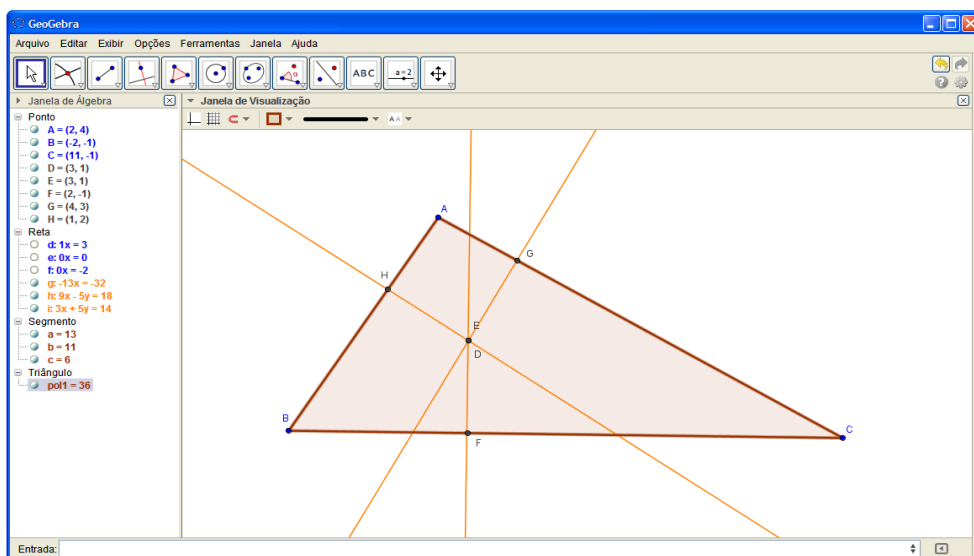 GeoGebra
Arquivo Editar Exibir Opções Ferramentas Janela Ajuda
ABC
a=2
Janela de Álgebra
Ponto
A = (2, 4)
B = (-2, -1)
C = (11, -1)
D = (3, 1)
E = (3, 1)
F = (2, -1)
G = (4, 3)
H = (1, 2)
Reta
d: 1x = 3
e: 0x = 0
f: 0x = -2
g: -13x = -32
h: 9x - 5y = 18
i: 3x + 5y = 14
Segmento
a = 13
b = 11
c = 6
Triângulo
pol1 = 36
Janela de Visualização
AA
A
G
H
E
D
B
F
C
Entrada: